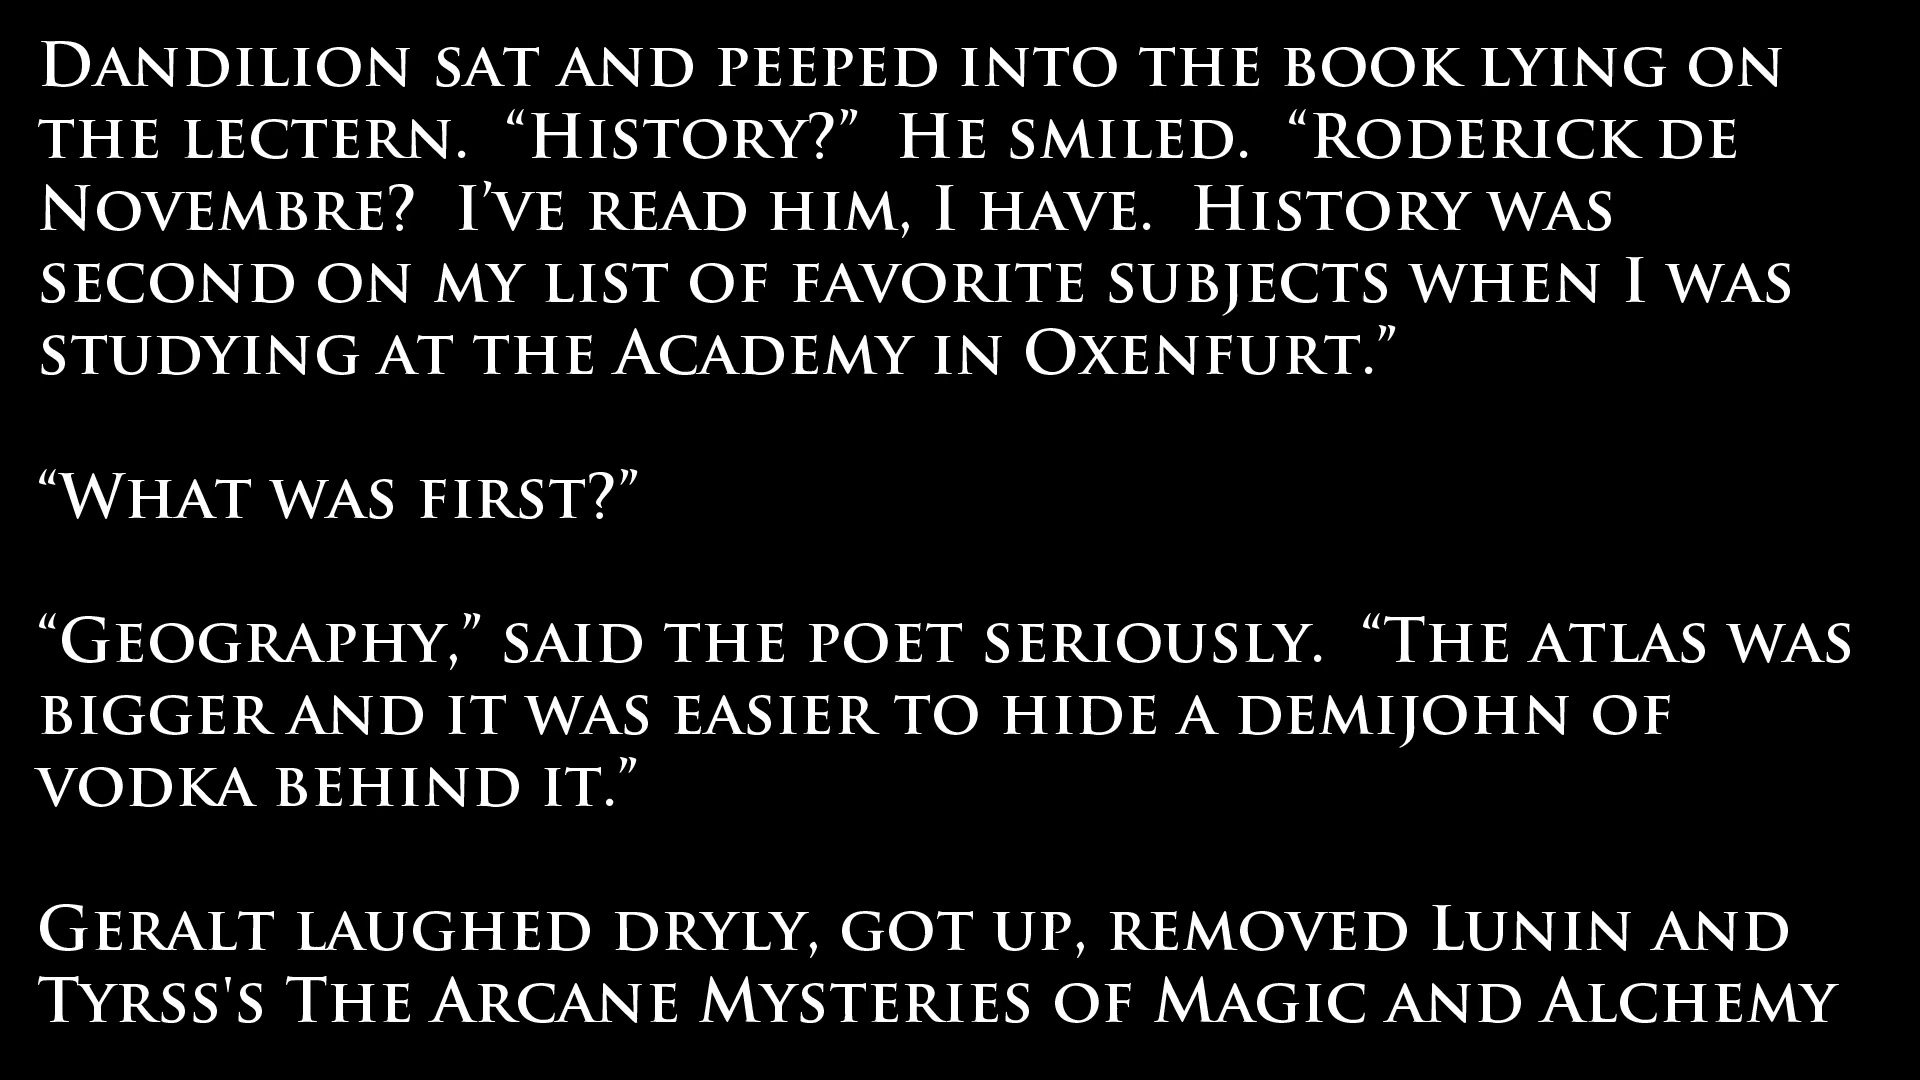 Dandilion sat and peeped into the book lying on
the lectern.  “History?”  He smiled.  “Roderick de
Novembre?  I’ve read him, I have.  History was
second on my list of favorite subjects when I was
studying at the Academy in Oxenfurt.”
“What was first?”
“Geography,” said the poet seriously.  “The atlas was
bigger and it was easier to hide a demijohn of
vodka behind it.”
Geralt laughed dryly, got up, removed Lunin and
Tyrss's The Arcane Mysteries of Magic and Alchemy